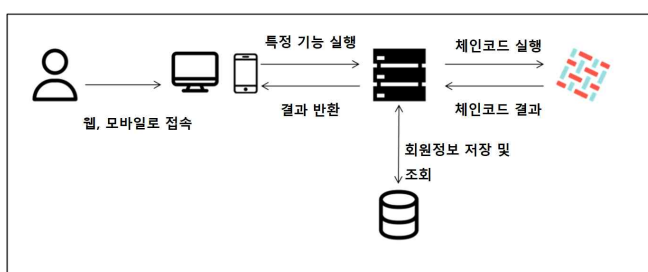 특정 기능 실행
체인코드 실행
웹, 모바일로 접속
결과 반환
체인코드 결과
회원정보 저장 및
조회